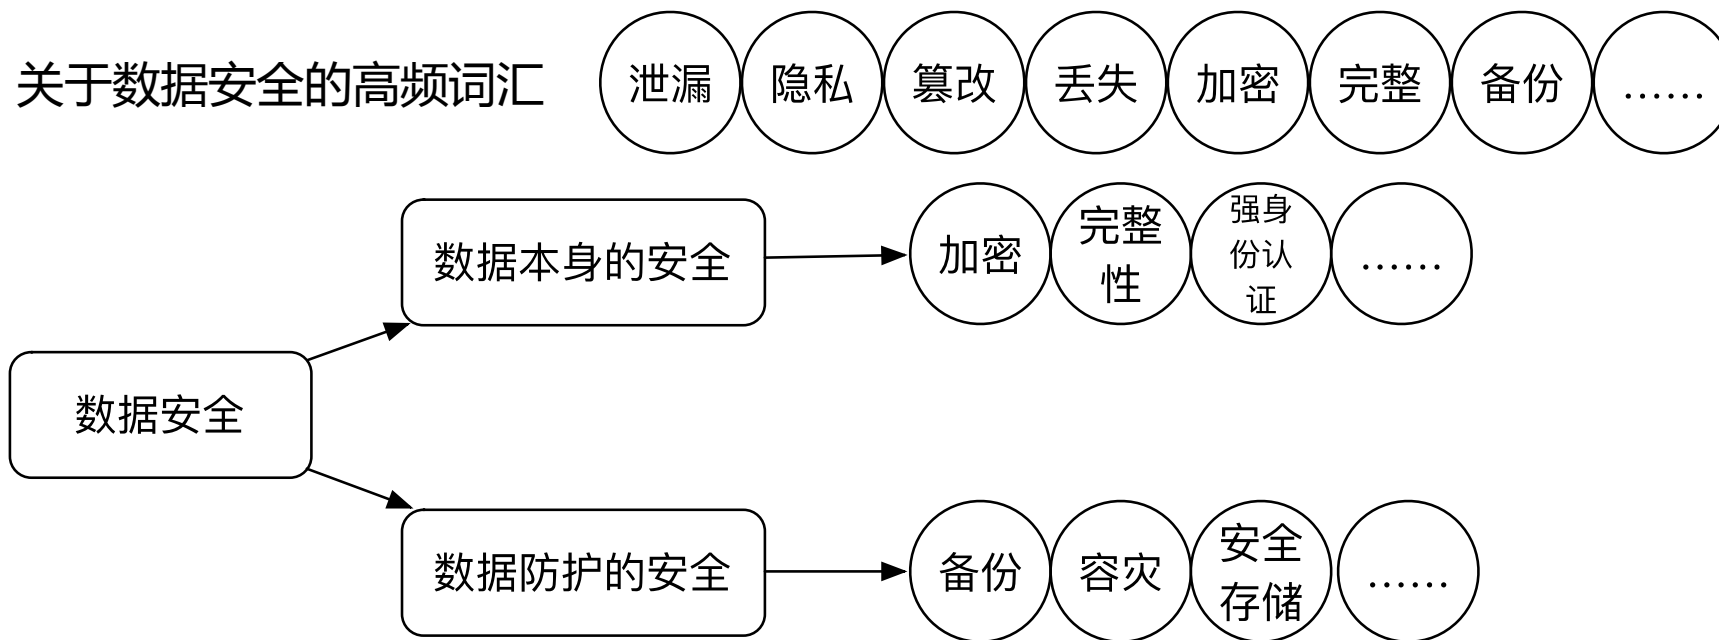 关于数据安全的高频词汇
泄漏
隐私
篡改
丢失
加密
完整
备份
……
数据本身的安全
加密
完整
性
强身
份认
证
……
数据安全
数据防护的安全
备份
容灾
安全
存储
……